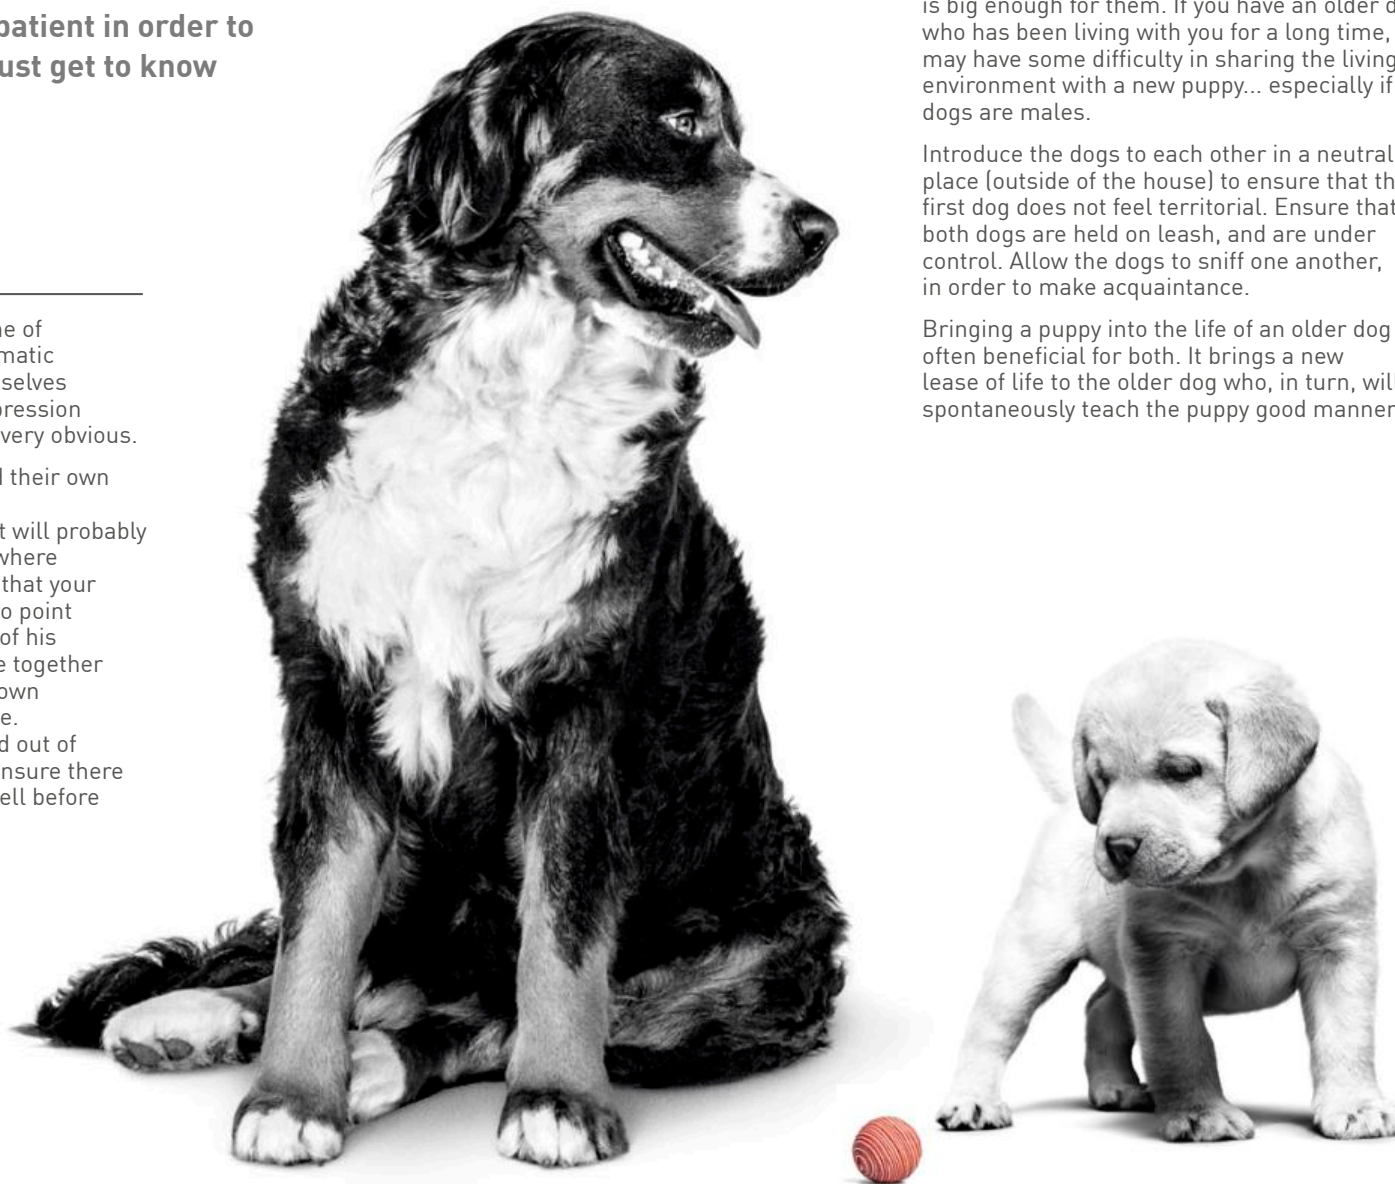 patient in order to
ust get to know
ne of
matic
selves
pression
very obvious.
d their own
t will probably
where
that your
o point
of his
e together
own
e.
d out of
nsure there
ell before
is big enough for them. If you have an older d
who has been living with you for a long time,
may have some difficulty in sharing the living
environment with a new puppy... especially if
dogs are males.
Introduce the dogs to each other in a neutral
place (outside of the house) to ensure that th
first dog does not feel territorial. Ensure that
both dogs are held on leash, and are under
control. Allow the dogs to sniff one another,
in order to make acquaintance.
Bringing a puppy into the life of an older dog
often beneficial for both. It brings a new
lease of life to the older dog who, in turn, will
spontaneously teach the puppy good manner